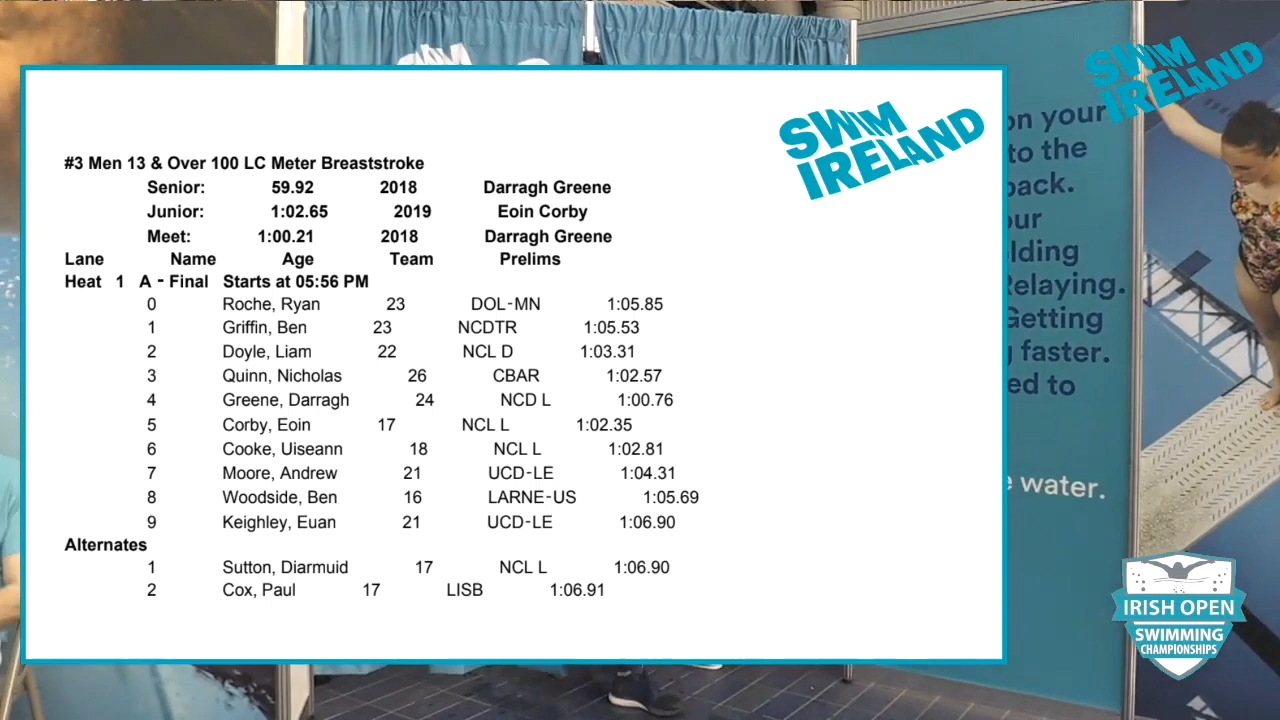 SWIM
IRELAND
#3 Men 13 & Over 100 LC Meter Breaststroke
Senior: 59.92 2018 Darragh Greene
Junior: 1:02.65 2019 Eoin Corby
Meet: 1:00.21 2018 Darragh Greene
Lane Name Age Team Prelims
Heat 1 A - Final Starts at 05:56 PM
0 Roche, Ryan 23 DOL-MN 1:05.85
1 Griffin, Ben 23 NCDTR 1:05.53
2 Doyle, Liam 22 NCL D 1:03.31
3 Quinn, Nicholas 26 CBAR 1:02.57
4 Greene, Darragh 24 NCD L 1:00.76
5 Corby, Eoin 17 NCL L 1:02.35
6 Cooke, Uiseann 18 NCL L 1:02.81
7 Moore, Andrew 21 UCD-LE 1:04.31
8 Woodside, Ben 16 LARNE-US 1:05.69
9 Keighley, Euan 21 UCD-LE 1:06.90
Alternates
1 Sutton, Diarmuid 17 NCL L 1:06.90
2 Cox, Paul 17 LISB 1:06.91
SWIM
IRELAND
on your
to the
back.
our
lding
Relaying.
Getting
faster.
ed to
water.
IRISH OPEN
SWIMMING
CHAMPIONSHIPS